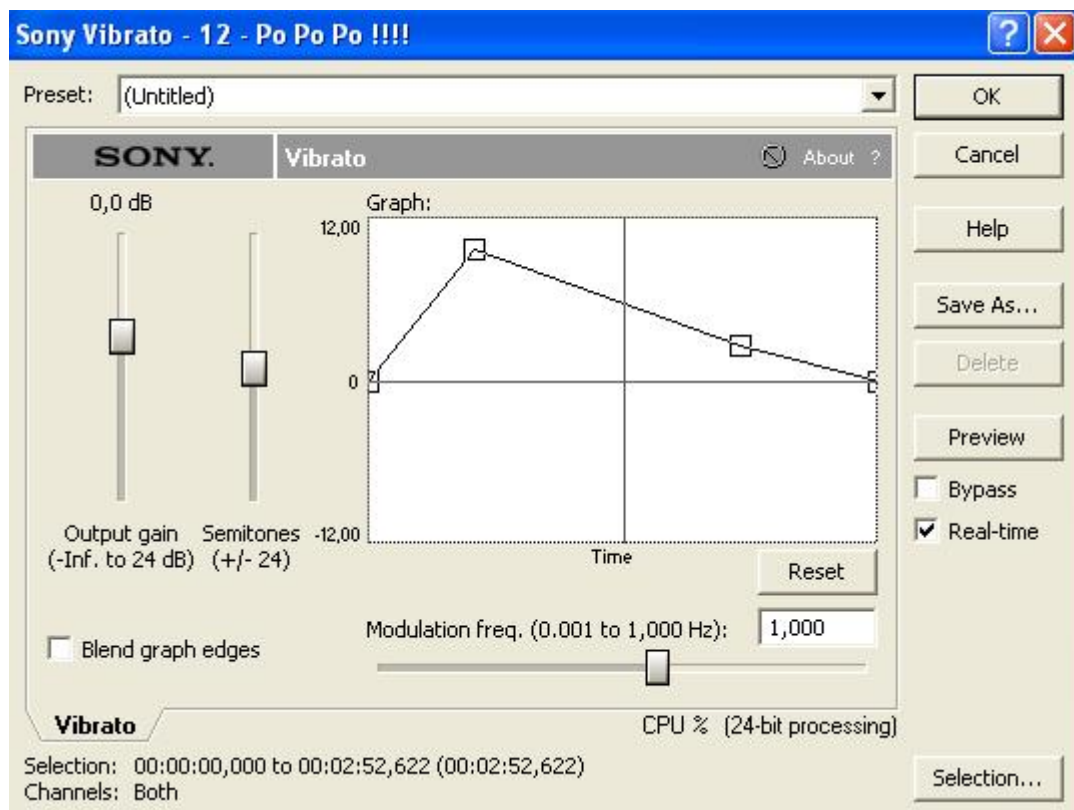 Sony Vibrato - 12 - Po Po Po !!!!
Preset: (Untitled)
OK
SONY. Vibrato About ?
Cancel
0,0 dB
Graph:
12,00
0
-12,00
Help
Save As...
Delete
Preview
Bypass
Real-time
Output gain
(-Inf. to 24 dB)
Semitones
(+/- 24)
Time
Reset
Modulation freq. (0.001 to 1,000 Hz): 1,000
Blend graph edges
Vibrato
CPU % (24-bit processing)
Selection: 00:00:00,000 to 00:02:52,622 (00:02:52,622)
Channels: Both
Selection...